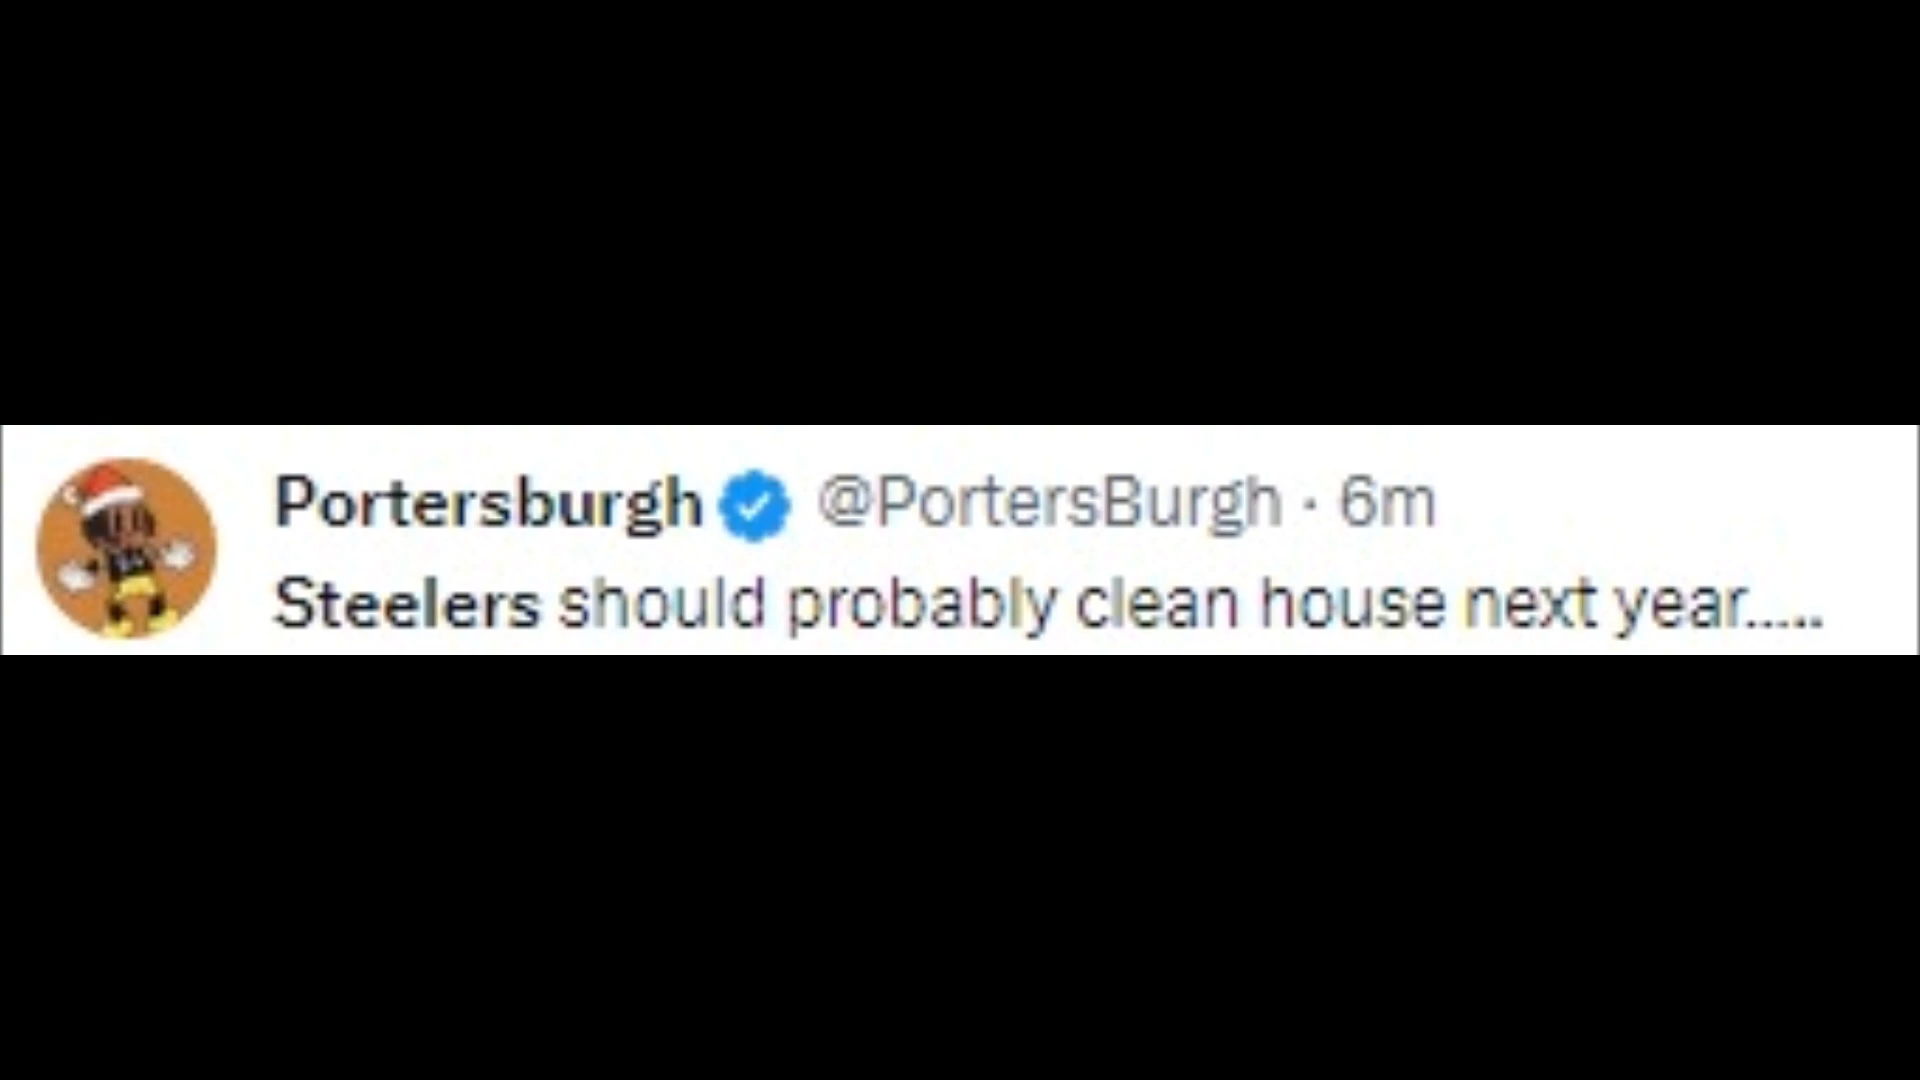 Portersburgh @PortersBurgh · 6m
Steelers should probably clean house next year.....